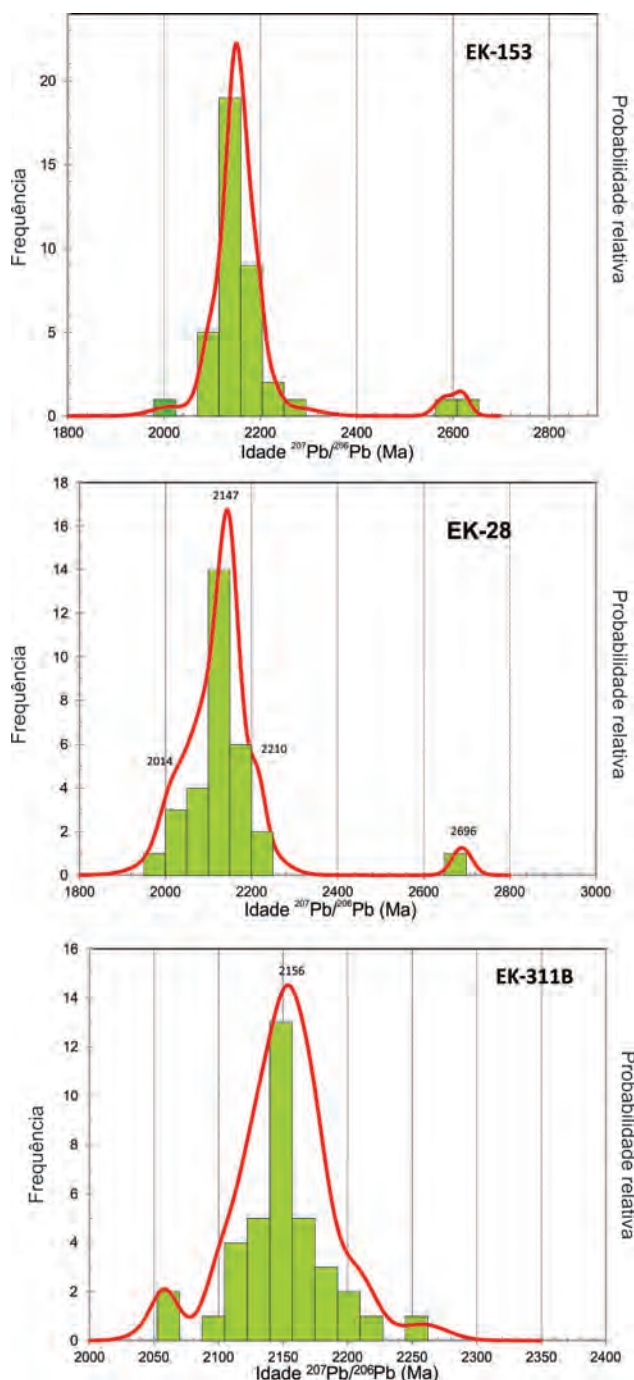 EK-153
Frequência
Probabilidade relativa
20
15
10
5
0
1800 2000 2200 2400 2600 2800
Idade ²⁰⁷Pb/²⁰⁶Pb (Ma)
EK-28
Frequência
Probabilidade relativa
18
16
14
12
10
8
6
4
2
0
2147
2014
2210
2696
1800 2000 2200 2400 2600 2800 3000
Idade ²⁰⁷Pb/²⁰⁶Pb (Ma)
EK-311B
Frequência
Probabilidade relativa
16
14
12
10
8
6
4
2
0
2156
2000 2050 2100 2150 2200 2250 2300 2350 2400
Idade ²⁰⁷Pb/²⁰⁶Pb (Ma)